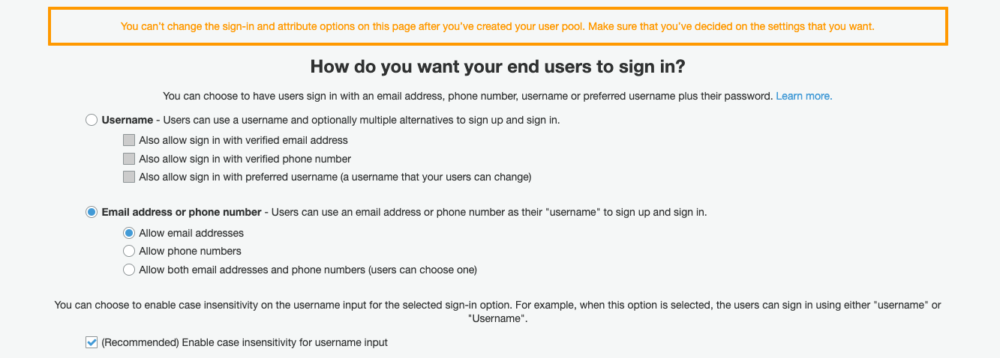 You can't change the sign-in and attribute options on this page after you've created your user pool. Make sure that you've decided on the settings that you want.
How do you want your end users to sign in?
You can choose to have users sign in with an email address, phone number, username or preferred username plus their password. Learn more.
Username - Users can use a username and optionally multiple alternatives to sign up and sign in.
Also allow sign in with verified email address
Also allow sign in with verified phone number
Also allow sign in with preferred username (a username that your users can change)
Email address or phone number - Users can use an email address or phone number as their "username" to sign up and sign in.
Allow email addresses
Allow phone numbers
Allow both email addresses and phone numbers (users can choose one)
You can choose to enable case insensitivity on the username input for the selected sign-in option. For example, when this option is selected, the users can sign in using either "username" or
"Username".
(Recommended) Enable case insensitivity for username input